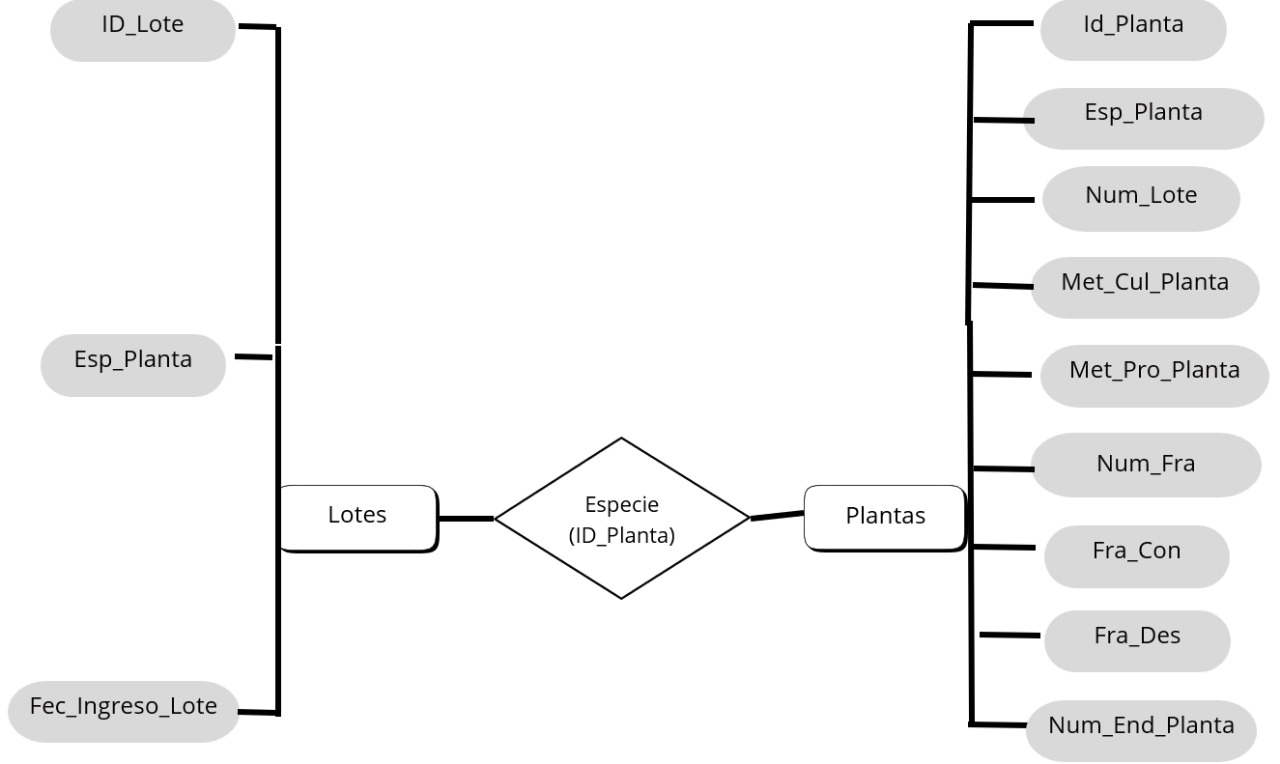 ID_Lote
Esp_Planta
Fec_Ingreso_Lote
Lotes
Especie
(ID_Planta)
Plantas
Id_Planta
Esp_Planta
Num_Lote
Met_Cul_Planta
Met_Pro_Planta
Num_Fra
Fra_Con
Fra_Des
Num_End_Planta